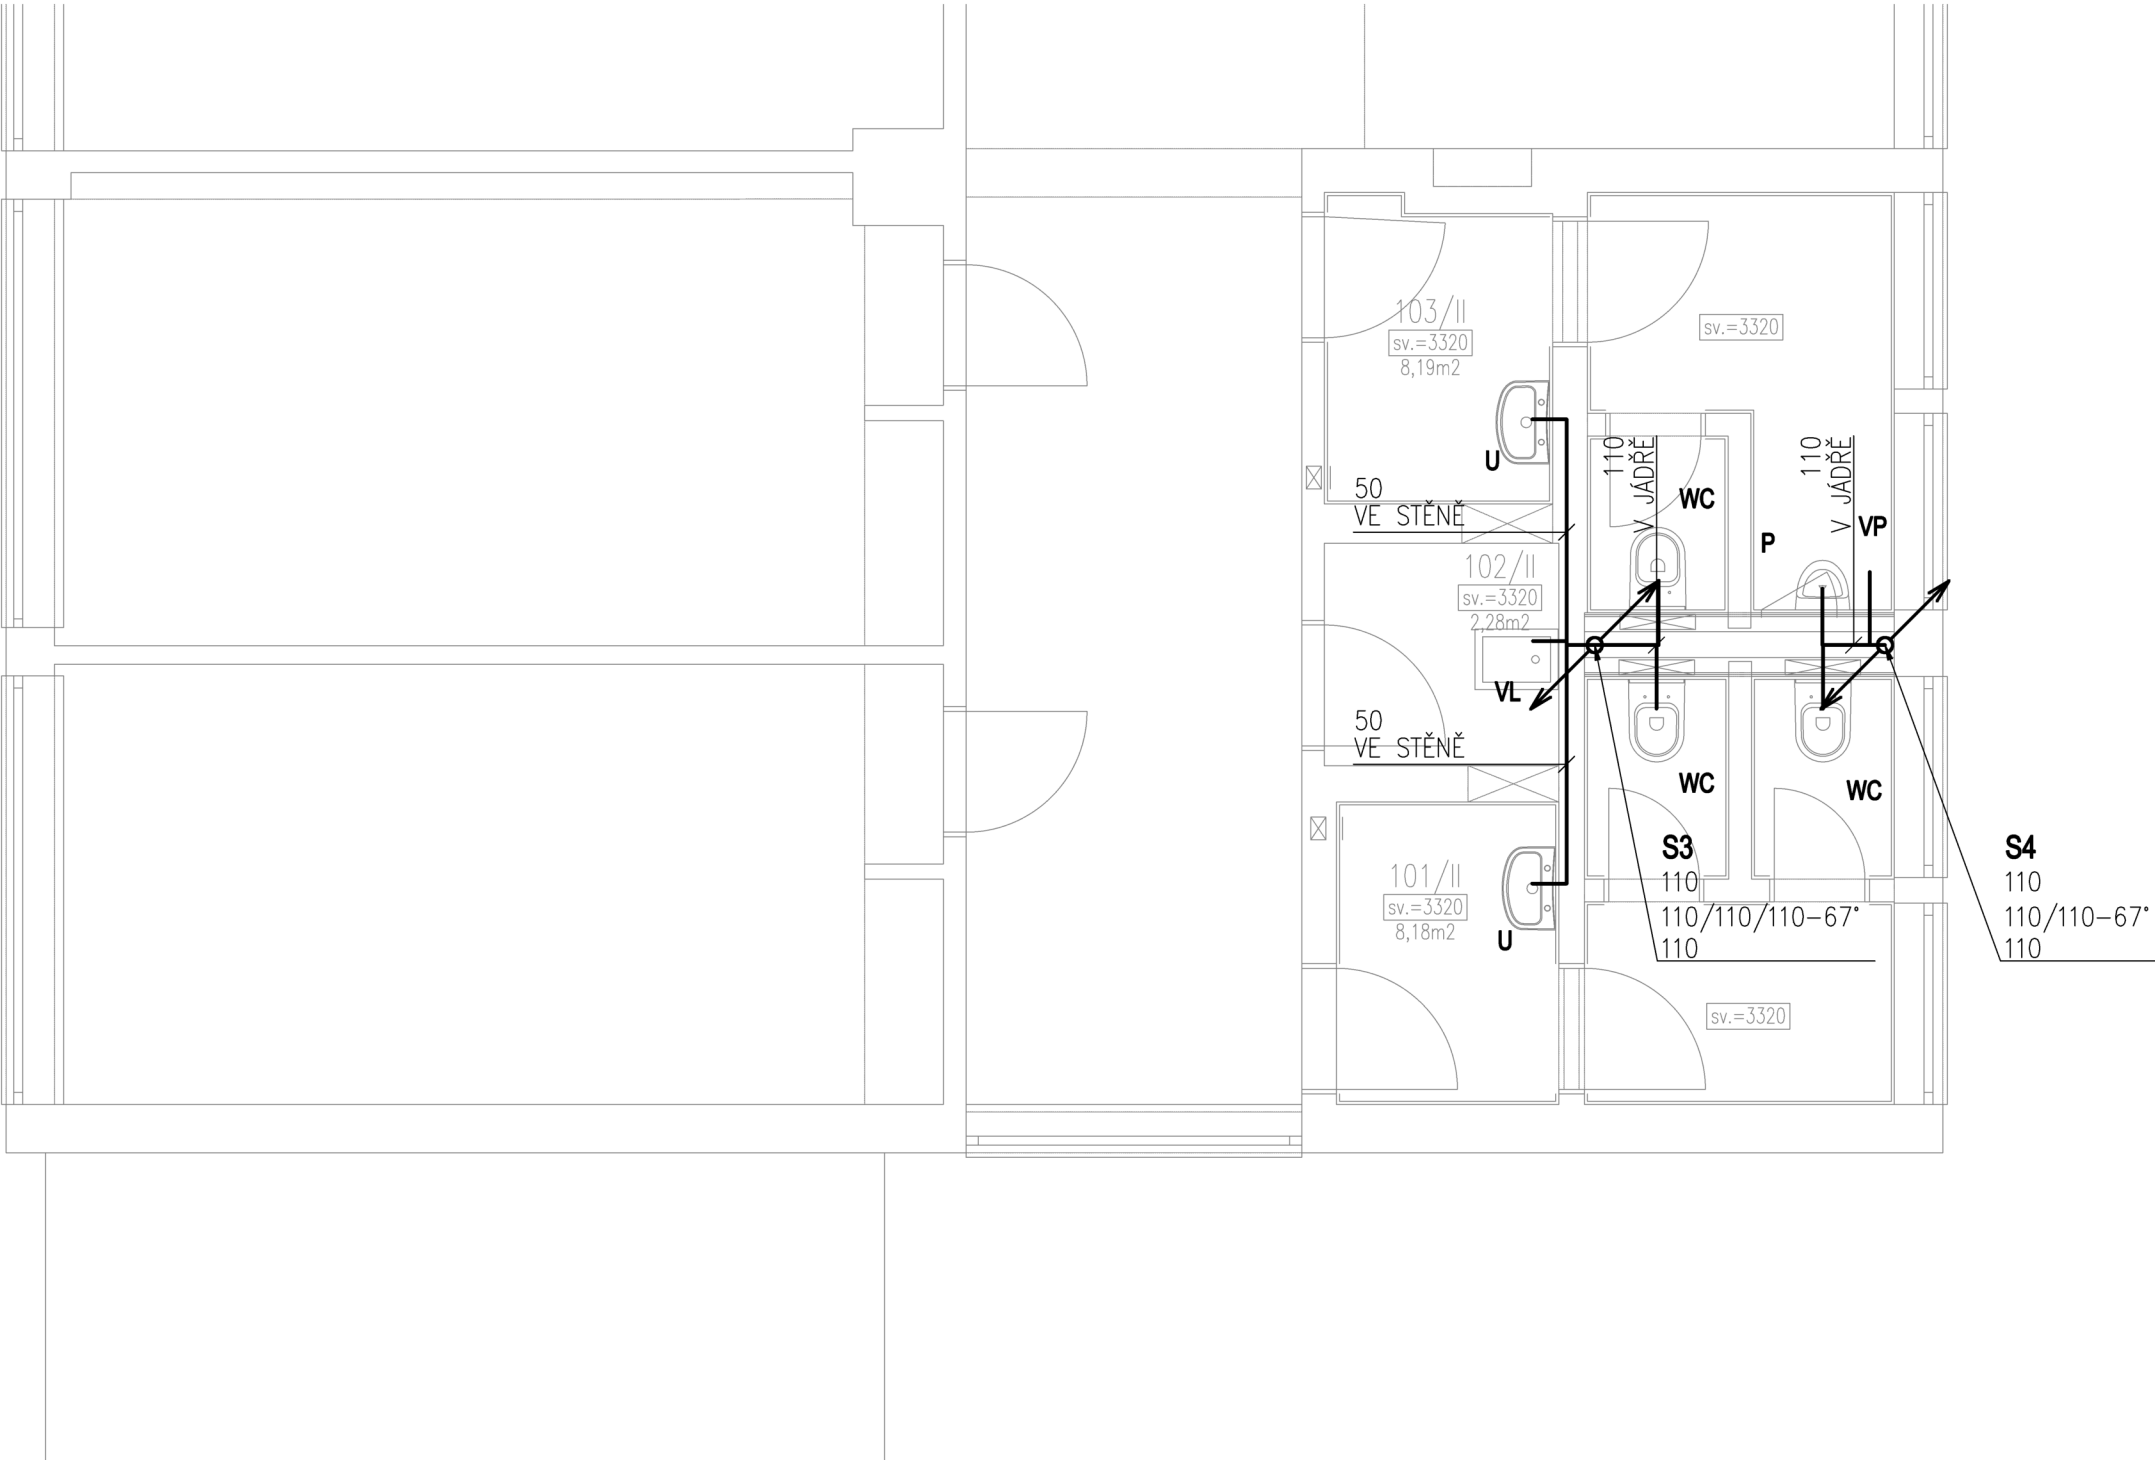 103/II
sv.=3320
8,19m2
sv.=3320
U
50
VE STĚNĚ
110
V JÁDŘE
WC
110
V JÁDŘE
P
VP
102/II
sv.=3320
2,28m2
VL
50
VE STĚNĚ
WC
WC
101/II
sv.=3320
8,18m2
U
S3
110
110/110/110-67°
110
S4
110
110/110-67°
110
sv.=3320